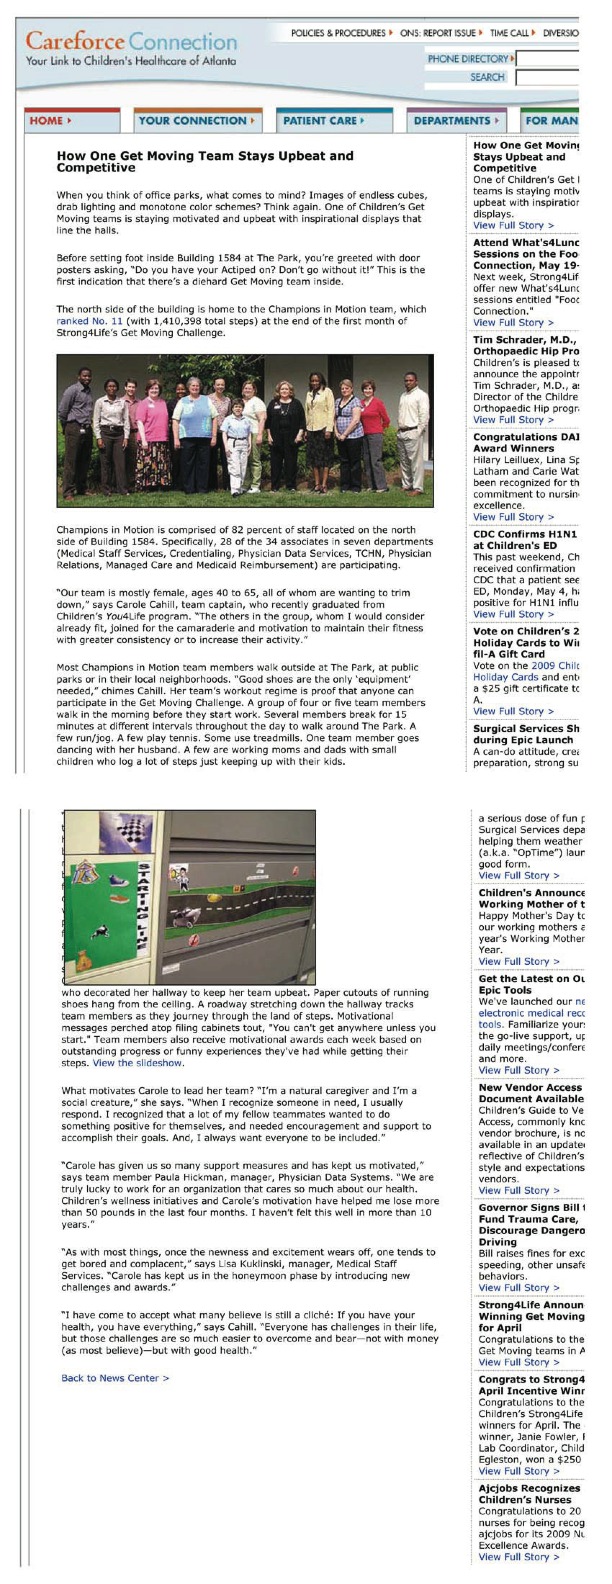 Careforce Connection
Your Link to Children's Healthcare of Atlanta
POLICIES & PROCEDURES ONS: REPORT ISSUE TIME CALL DIVERSIO
PHONE DIRECTORY
SEARCH
HOME YOUR CONNECTION PATIENT CARE DEPARTMENTS FOR MAN
How One Get Moving Team Stays Upbeat and
Competitive
When you think of office parks, what comes to mind? Images of endless cubes,
drab lighting and monotone color schemes? Think again. One of Children's Get
Moving teams is staying motivated and upbeat with inspirational displays that
line the halls.
Before setting foot inside Building 1584 at The Park, you're greeted with door
posters asking, "Do you have your Actiped on? Don't go without it!" This is the
first indication that there's a diehard Get Moving team inside.
The north side of the building is home to the Champions in Motion team, which
ranked No. 11 (with 1,410,398 total steps) at the end of the first month of
Strong4Life's Get Moving Challenge.
Champions in Motion is comprised of 82 percent of staff located on the north
side of Building 1584. Specifically, 28 of the 34 associates in seven departments
(Medical Staff Services, Credentialing, Physician Data Services, TCHN, Physician
Relations, Managed Care and Medicaid Reimbursement) are participating.
"Our team is mostly female, ages 40 to 65, all of whom are wanting to trim
down," says Carole Cahill, team captain, who recently graduated from
Children's You4Life program. "The others in the group, whom I would consider
already fit, joined for the camaraderie and motivation to maintain their fitness
with greater consistency or to increase their activity."
Most Champions in Motion team members walk outside at The Park, at public
parks or in their local neighborhoods. "Good shoes are the only 'equipment'
needed," chimes Cahill. Her team's workout regime is proof that anyone can
participate in the Get Moving Challenge. A group of four or five team members
walk in the morning before they start work. Several members break for 15
minutes at different intervals throughout the day to walk around The Park. A
few run/jog. A few play tennis. Some use treadmills. One team member goes
dancing with her husband. A few are working moms and dads with small
children who log a lot of steps just keeping up with their kids.
How One Get Moving
Stays Upbeat and
Competitive
One of Children's Get
teams is staying motiv
upbeat with inspiration
displays.
View Full Story >
Attend What's4Lunc
Sessions on the Foo
Connection, May 19-
Next week, Strong4Lif
offer new What's4Lunc
sessions entitled "Food
Connection."
View Full Story >
Tim Schrader, M.D.,
Orthopaedic Hip Pro
Children's is pleased to
announce the appointm
Tim Schrader, M.D., as
Director of the Childre
Orthopaedic Hip progr
View Full Story >
Congratulations DAI
Award Winners
Hilary Leilluex, Lina Sp
Latham and Carie Wat
been recognized for th
commitment to nursin
excellence.
View Full Story >
CDC Confirms H1N1
at Children's ED
This past weekend, Ch
received confirmation
CDC that a patient see
ED, Monday, May 4, h
positive for H1N1 influ
View Full Story >
Vote on Children's 2
Holiday Cards to Win
fil-A Gift Card
Vote on the 2009 Chil
Holiday Cards and ente
a $25 gift certificate to
A.
View Full Story >
Surgical Services Sh
during Epic Launch
A can-do attitude, crea
preparation, strong su
STARTING LINE
who decorated her hallway to keep her team upbeat. Paper cutouts of running
shoes hang from the ceiling. A roadway stretching down the hallway tracks
team members as they journey through the land of steps. Motivational
messages perched atop filing cabinets tout, "You can't get anywhere unless you
start." Team members also receive motivational awards each week based on
outstanding progress or funny experiences they've had while getting their
steps. View the slideshow.
What motivates Carole to lead her team? "I'm a natural caregiver and I'm a
social creature," she says. "When I recognize someone in need, I usually
respond. I recognized that a lot of my fellow teammates wanted to do
something positive for themselves, and needed encouragement and support to
accomplish their goals. And, I always want everyone to be included."
"Carole has given us so many support measures and has kept us motivated,"
says team member Paula Hickman, manager, Physician Data Systems. "We are
truly lucky to work for an organization that cares so much about our health.
Children's wellness initiatives and Carole's motivation have helped me lose more
than 50 pounds in the last four months. I haven't felt this well in more than 10
years."
"As with most things, once the newness and excitement wears off, one tends to
get bored and complacent," says Lisa Kuklinski, manager, Medical Staff
Services. "Carole has kept us in the honeymoon phase by introducing new
challenges and awards."
"I have come to accept what many believe is still a cliché: If you have your
health, you have everything," says Cahill. "Everyone has challenges in their life,
but those challenges are so much easier to overcome and bear—not with money
(as most believe)—but with good health."
Back to News Center >
a serious dose of fun p
Surgical Services depa
helping them weather
(a.k.a. "OpTime") laun
good form.
View Full Story >
Children's Announce
Working Mother of t
Happy Mother's Day to
our working mothers a
year's Working Mother
Year.
View Full Story >
Get the Latest on Ou
Epic Tools
We've launched our ne
electronic medical reco
tools. Familiarize yours
the go-live support, up
daily meetings/confere
and more.
View Full Story >
New Vendor Access
Document Available
Children's Guide to Ve
Access, commonly kno
vendor brochure, is no
available in an updated
reflective of Children's
style and expectations
vendors.
View Full Story >
Governor Signs Bill t
Fund Trauma Care,
Discourage Dangero
Driving
Bill raises fines for exc
speeding, other unsafe
behaviors.
View Full Story >
Strong4Life Announ
Winning Get Moving
for April
Congratulations to the
Get Moving teams in A
View Full Story >
Congrats to Strong4
April Incentive Winn
Congratulations to the
Children's Strong4Life
winners for April. The
winner, Janie Fowler, R
Lab Coordinator, Child
Egleston, won a $250
View Full Story >
Ajcjobs Recognizes
Children's Nurses
Congratulations to 20
nurses for being recog
ajcjobs for its 2009 Nu
Excellence Awards.
View Full Story >